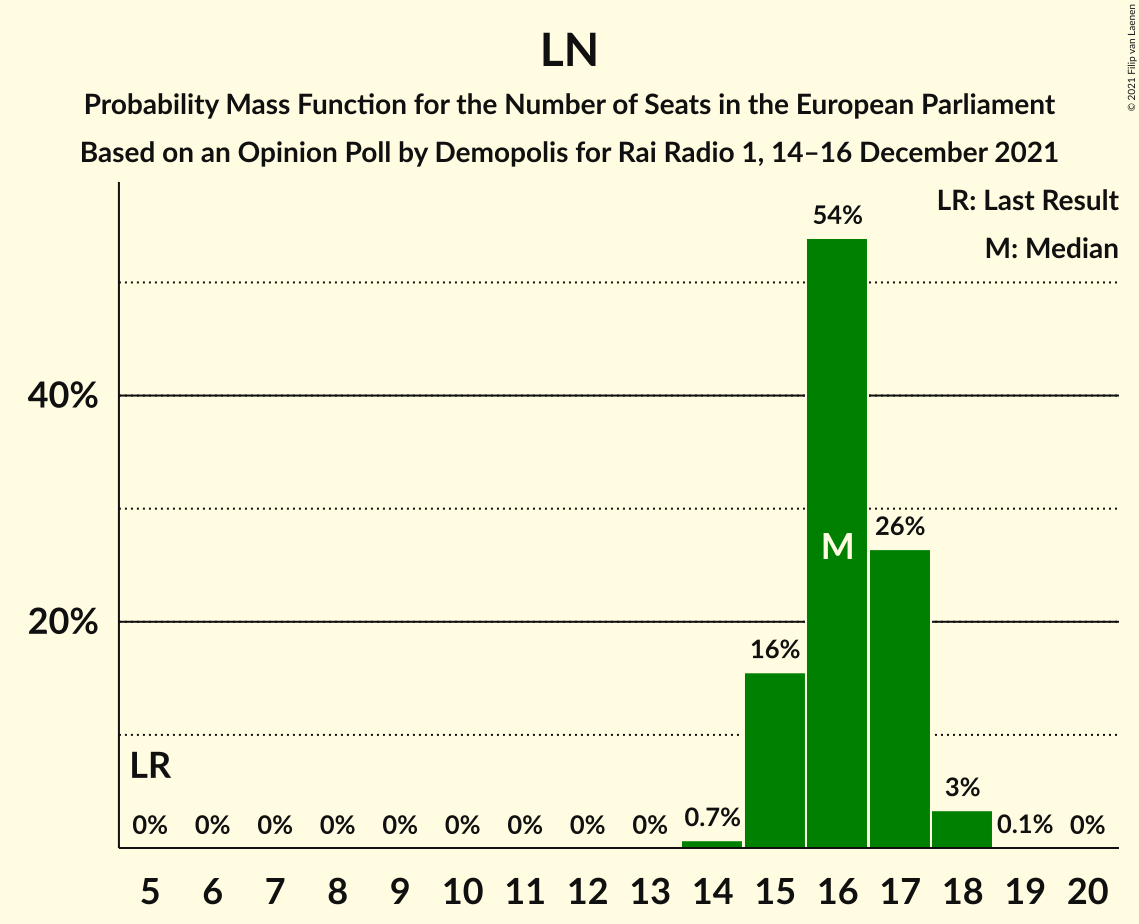 LN
Probability Mass Function for the Number of Seats in the European Parliament
Based on an Opinion Poll by Demopolis for Rai Radio 1, 14–16 December 2021
© 2021 Filip van Laenen
LR: Last Result
M: Median
54%
40%
26%
M
20%
16%
LR
3%
0% 0% 0% 0% 0% 0% 0% 0% 0% 0.7% 0.1% 0%
5 6 7 8 9 10 11 12 13 14 15 16 17 18 19 20